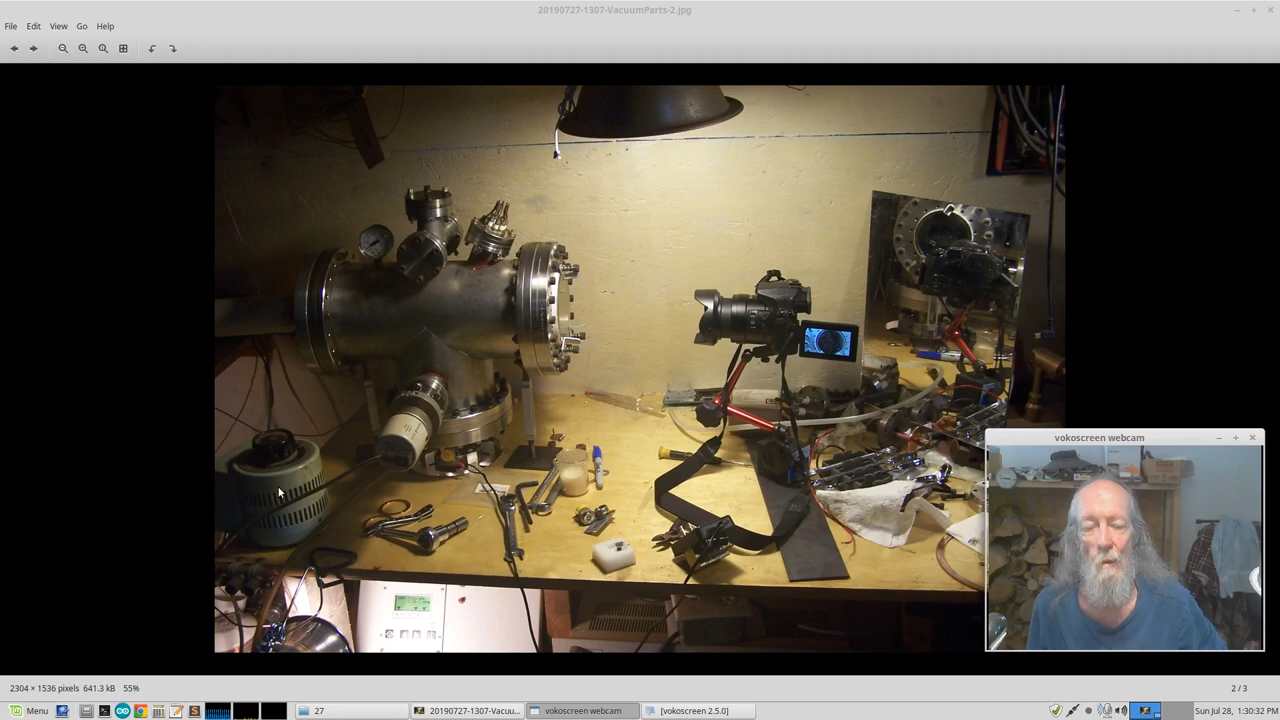 20190727-1307-VacuumParts-2.jpg
File Edit View Go Help
vokoscreen webcam
2304 × 1536 pixels 641.3 kB 55%
2 / 3
Menu
27
20190727-1307-Vacuu...
vokoscreen webcam
[vokoscreen 2.5.0]
Sun Jul 28, 1:30:32 PM